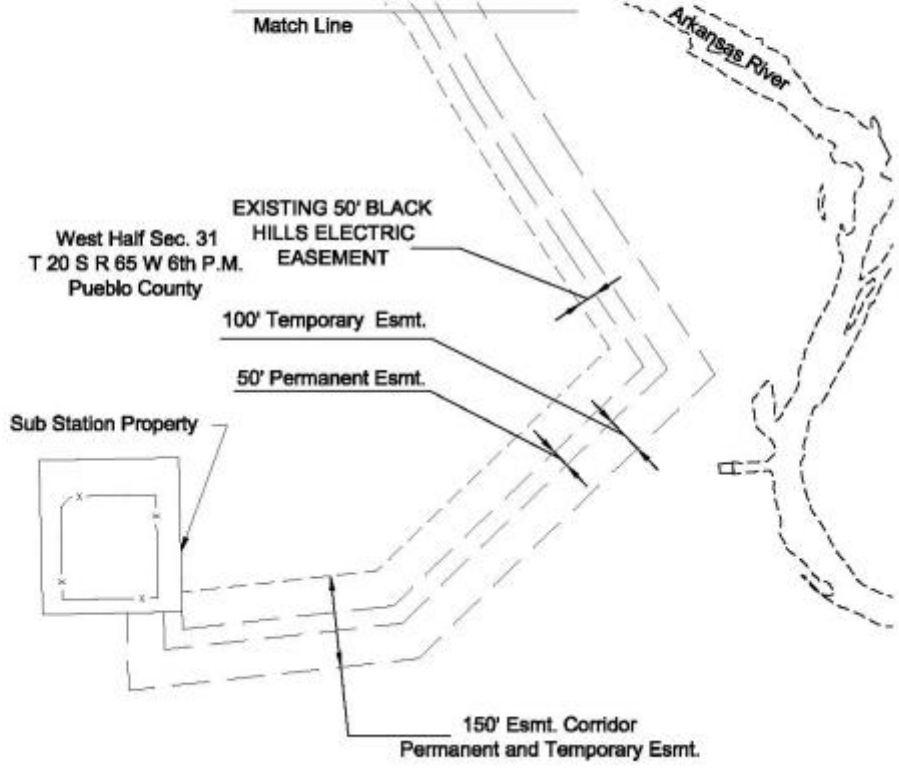 Match Line
Arkansas River
EXISTING 50' BLACK
HILLS ELECTRIC
EASEMENT
West Half Sec. 31
T 20 S R 65 W 6th P.M.
Pueblo County
100' Temporary Esmt.
50' Permanent Esmt.
Sub Station Property
x
x
x
x
150' Esmt. Corridor
Permanent and Temporary Esmt.